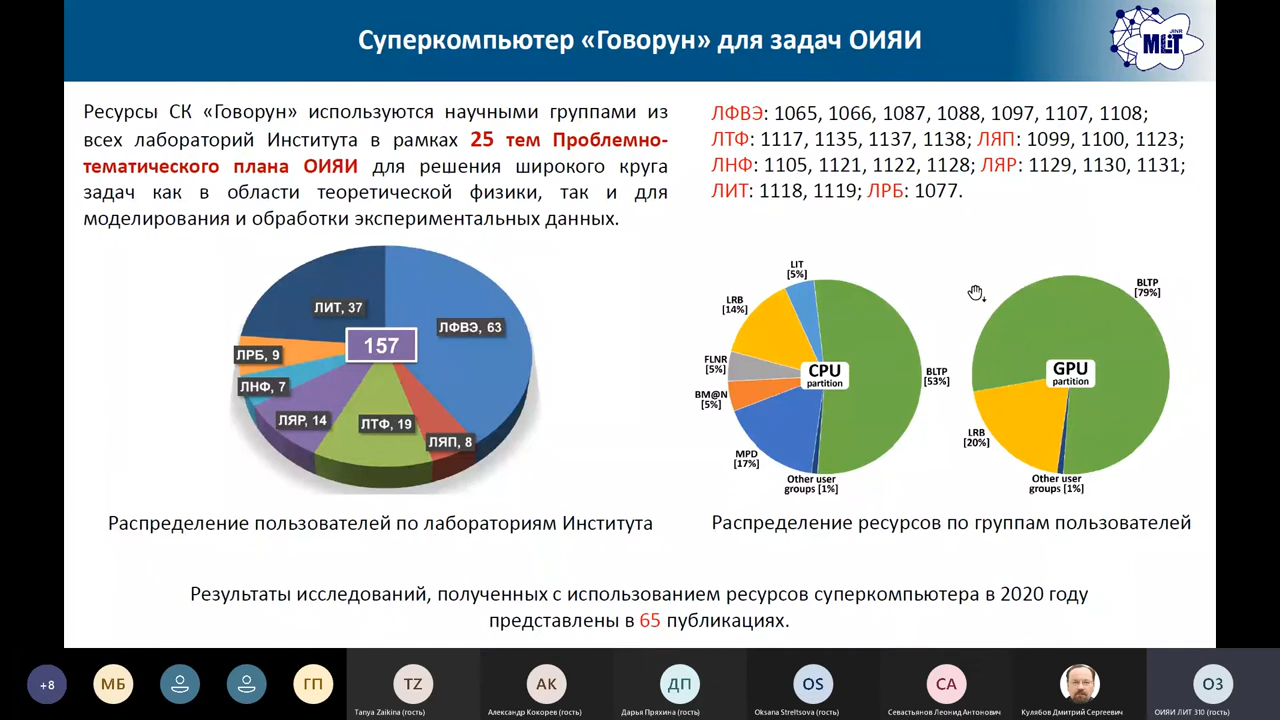 Суперкомпьютер «Говорун» для задач ОИЯИ
JINR
MLIT
Ресурсы СК «Говорун» используются научными группами из
всех лабораторий Института в рамках 25 тем Проблемно-
тематического плана ОИЯИ для решения широкого круга
задач как в области теоретической физики, так и для
моделирования и обработки экспериментальных данных.
ЛФВЭ: 1065, 1066, 1087, 1088, 1097, 1107, 1108;
ЛТФ: 1117, 1135, 1137, 1138; ЛЯП: 1099, 1100, 1123;
ЛНФ: 1105, 1121, 1122, 1128; ЛЯР: 1129, 1130, 1131;
ЛИТ: 1118, 1119; ЛРБ: 1077.
ЛИТ, 37
ЛФВЭ, 63
157
ЛРБ, 9
ЛНФ, 7
ЛЯР, 14
ЛТФ, 19
ЛЯП, 8
Распределение пользователей по лабораториям Института
LIT
[5%]
LRB
[14%]
FLNR
[5%]
BM@N
[5%]
MPD
[17%]
CPU
partition
BLTP
[53%]
Other user
groups [1%]
BLTP
[79%]
GPU
partition
LRB
[20%]
Other user
groups [1%]
Распределение ресурсов по группам пользователей
Результаты исследований, полученных с использованием ресурсов суперкомпьютера в 2020 году
представлены в 65 публикациях.
+8
МБ
ГП
TZ
АК
ДП
OS
СА
ОЗ
Tanya Zaikina (гость)
Александр Кокорев (гость)
Дарья Пряхина (гость)
Oksana Streltsova (гость)
Севастьянов Леонид Антонович
Кулябов Дмитрий Сергеевич
ОИЯИ ЛИТ 310 (гость)